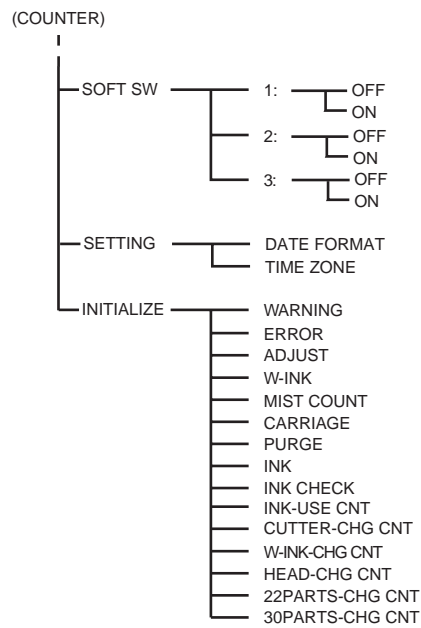 (COUNTER)
SOFT SW
1:
OFF
ON
2:
OFF
ON
3:
OFF
ON
SETTING
DATE FORMAT
TIME ZONE
INITIALIZE
WARNING
ERROR
ADJUST
W-INK
MIST COUNT
CARRIAGE
PURGE
INK
INK CHECK
INK-USE CNT
CUTTER-CHG CNT
W-INK-CHG CNT
HEAD-CHG CNT
22PARTS-CHG CNT
30PARTS-CHG CNT